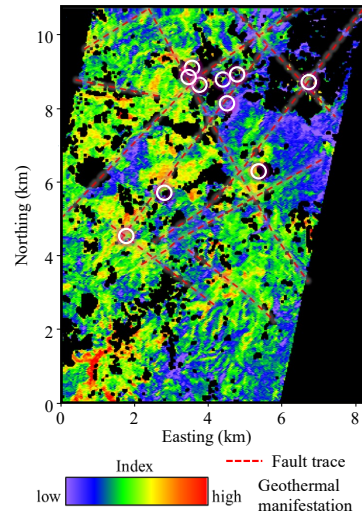 10
8
6
4
2
0
Northing (km)
0 2 4 6 8
Easting (km)
Index
low high
Fault trace
Geothermal
manifestation